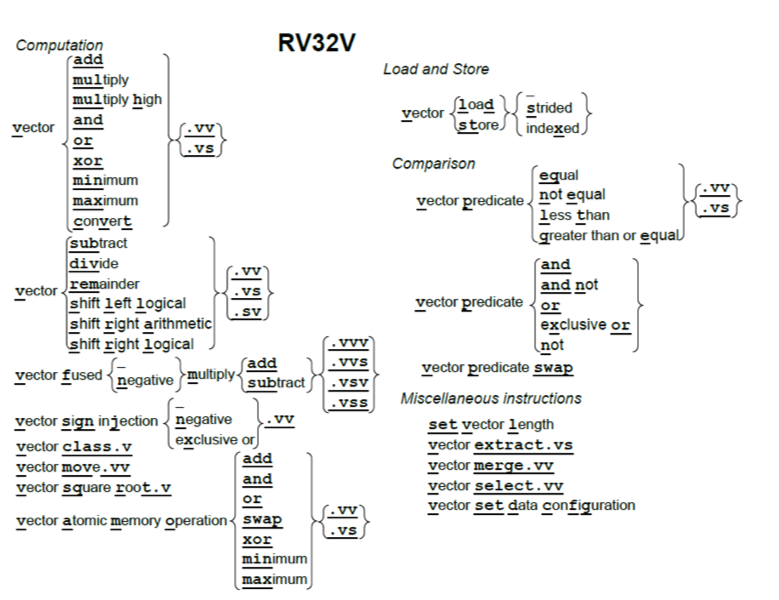 RV32V
Computation
vector
add
multiply
multiply high
and
or
xor
minimum
maximum
convert
.vv
.vs
vector
subtract
divide
remainder
shift left logical
shift right arithmetic
shift right logical
.vv
.vs
.sv
vector fused
–
negative
multiply
add
subtract
.vvv
.vvs
.vsv
.vss
vector sign injection
–
negative
exclusive or
.vv
vector class.v
vector move.vv
vector square root.v
vector atomic memory operation
add
and
or
swap
xor
minimum
maximum
.vv
.vs
Load and Store
vector
load
store
–
strided
indexed
Comparison
vector predicate
equal
not equal
less than
greater than or equal
.vv
.vs
vector predicate
and
and not
or
exclusive or
not
vector predicate swap
Miscellaneous instructions
set vector length
vector extract.vs
vector merge.vv
vector select.vv
vector set data configuration